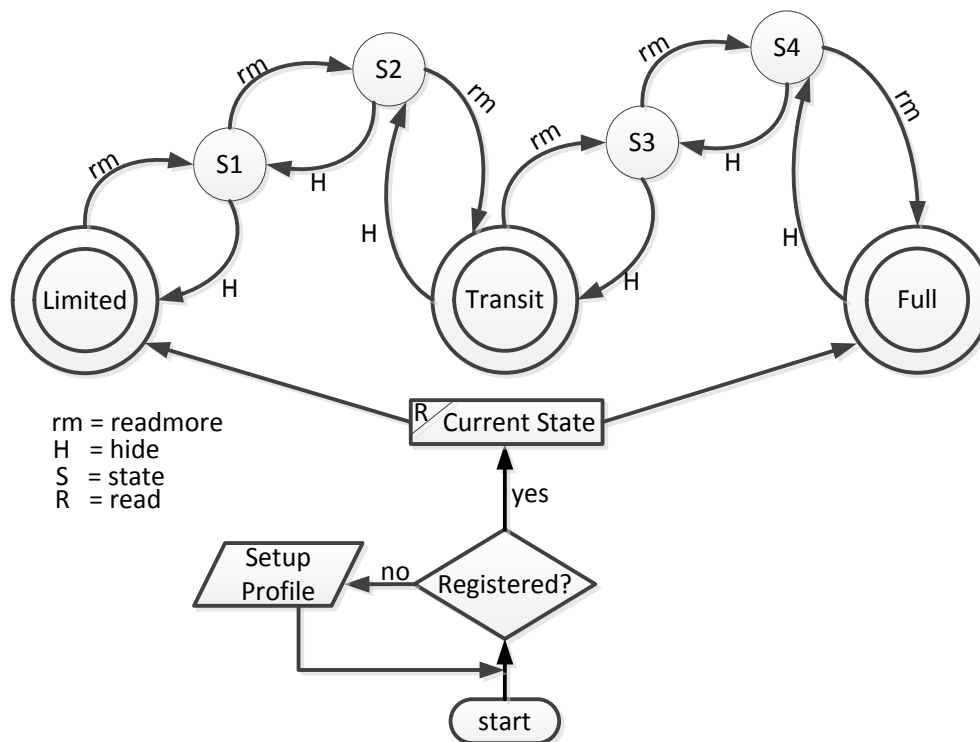 S4
S2
rm
rm
rm
rm
S3
S1
rm
rm
H
H
H
H
H
H
Limited
Transit
Full
R
Current State
rm = readmore
H = hide
S = state
R = read
yes
Setup
Profile
no
Registered?
start